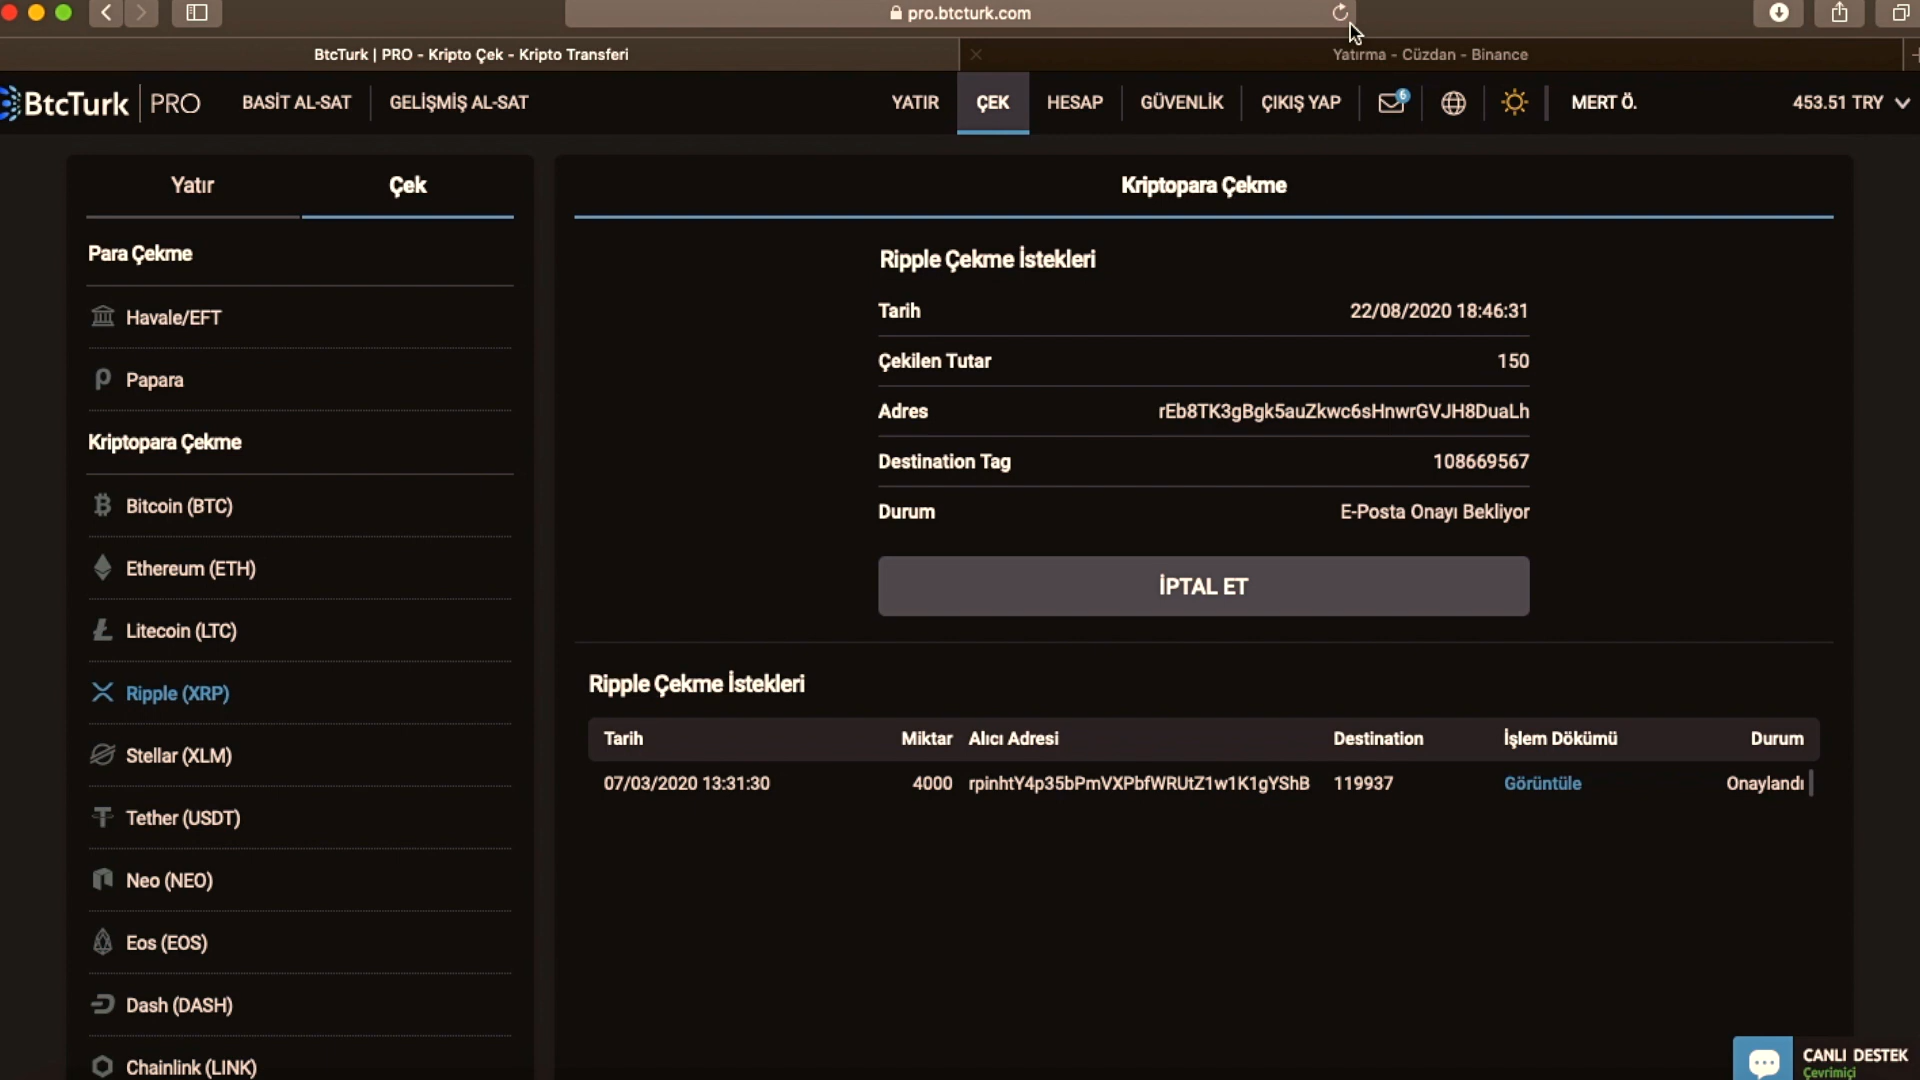 pro.btcturk.com
BtcTurk | PRO - Kripto Çek - Kripto Transferi
Yatırma - Cüzdan - Binance
BtcTurk PRO
BASİT AL-SAT
GELİŞMİŞ AL-SAT
YATIR
ÇEK
HESAP
GÜVENLİK
ÇIKIŞ YAP
6
MERT Ö.
453.51 TRY
Yatır
Çek
Para Çekme
Havale/EFT
Papara
Kriptopara Çekme
Bitcoin (BTC)
Ethereum (ETH)
Litecoin (LTC)
Ripple (XRP)
Stellar (XLM)
Tether (USDT)
Neo (NEO)
Eos (EOS)
Dash (DASH)
Chainlink (LINK)
Kriptopara Çekme
Ripple Çekme İstekleri
Tarih 22/08/2020 18:46:31
Çekilen Tutar 150
Adres rEb8TK3gBgk5auZkwc6sHnwrGVJH8DuaLh
Destination Tag 108669567
Durum E-Posta Onayı Bekliyor
İPTAL ET
Ripple Çekme İstekleri
Tarih Miktar Alıcı Adresi Destination İşlem Dökümü Durum
07/03/2020 13:31:30 4000 rpinhtY4p35bPmVXPbfWRUtZ1w1K1gYShB 119937 Görüntüle Onaylandı
CANLI DESTEK
Çevrimiçi